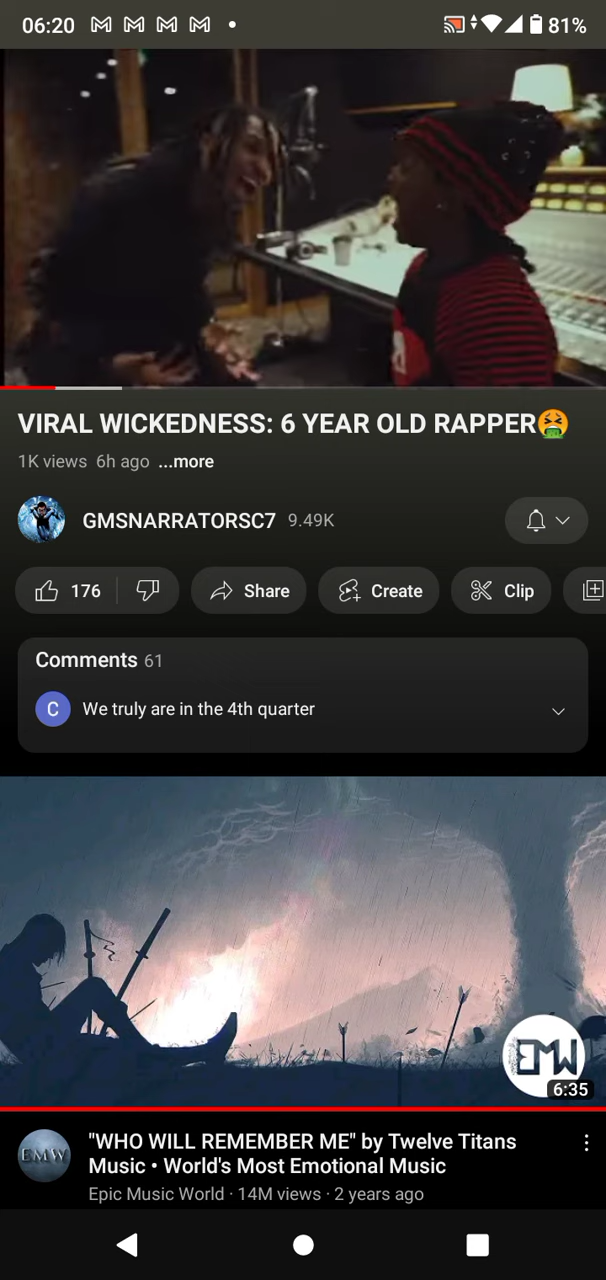 06:20
81%
VIRAL WICKEDNESS: 6 YEAR OLD RAPPER🤮
1K views 6h ago ...more
GMSNARRATORSC7 9.49K
176
Share
Create
Clip
Comments 61
C
We truly are in the 4th quarter
EMW
6:35
EMW
"WHO WILL REMEMBER ME" by Twelve Titans
Music • World's Most Emotional Music
Epic Music World · 14M views · 2 years ago